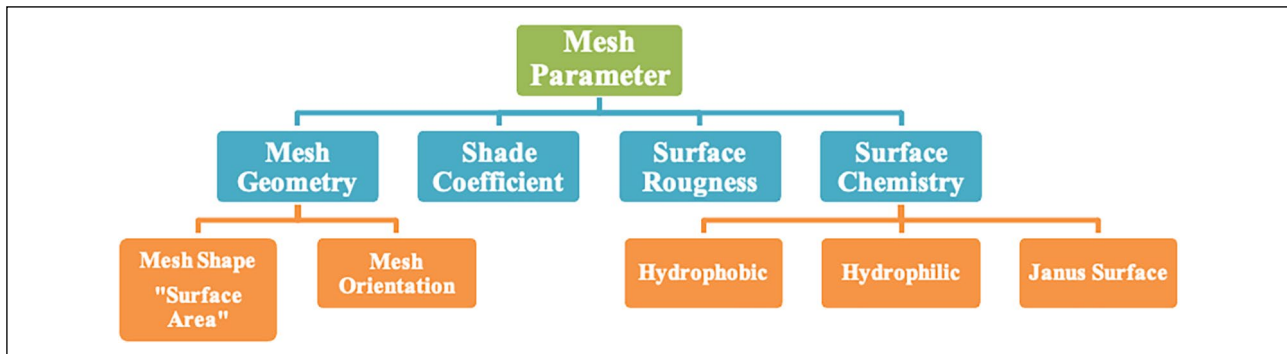 Mesh
Parameter
Mesh
Geometry
Shade
Coefficient
Surface
Rougness
Surface
Chemistry
Mesh Shape
"Surface
Area"
Mesh
Orientation
Hydrophobic
Hydrophilic
Janus Surface